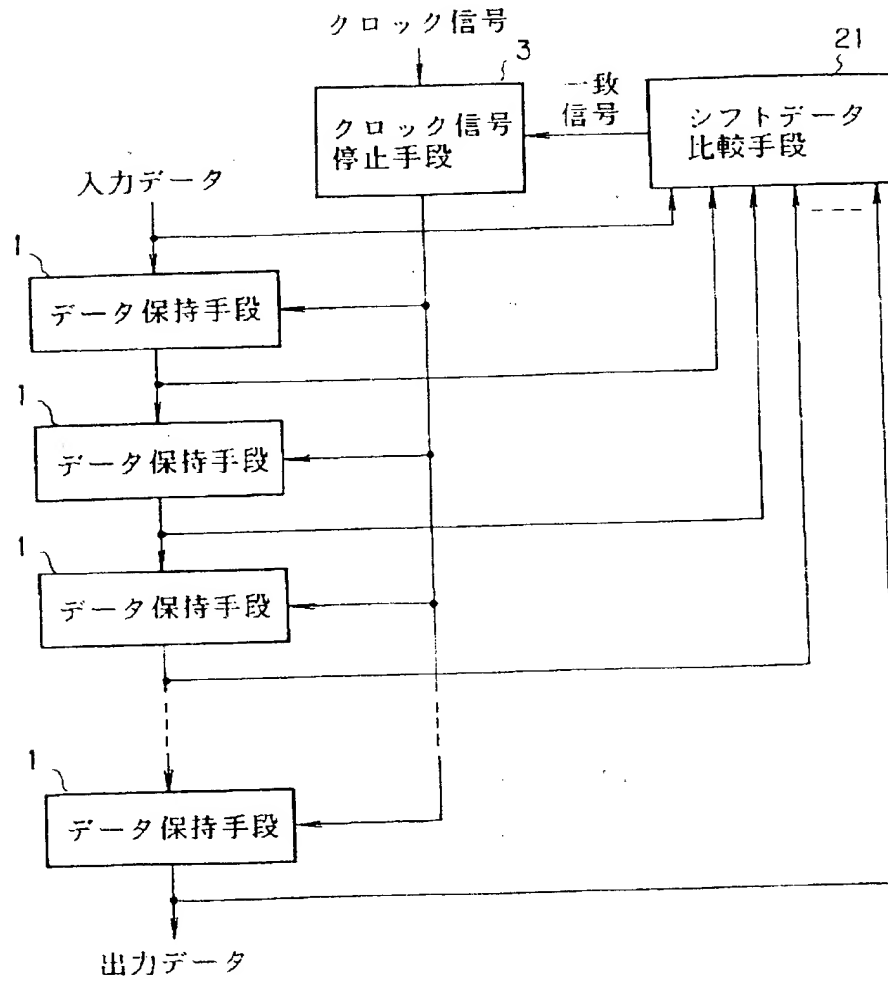 クロック信号
3
クロック信号
停止手段
一致
信号
21
シフトデータ
比較手段
入力データ
1
データ保持手段
1
データ保持手段
1
データ保持手段
1
データ保持手段
出力データ